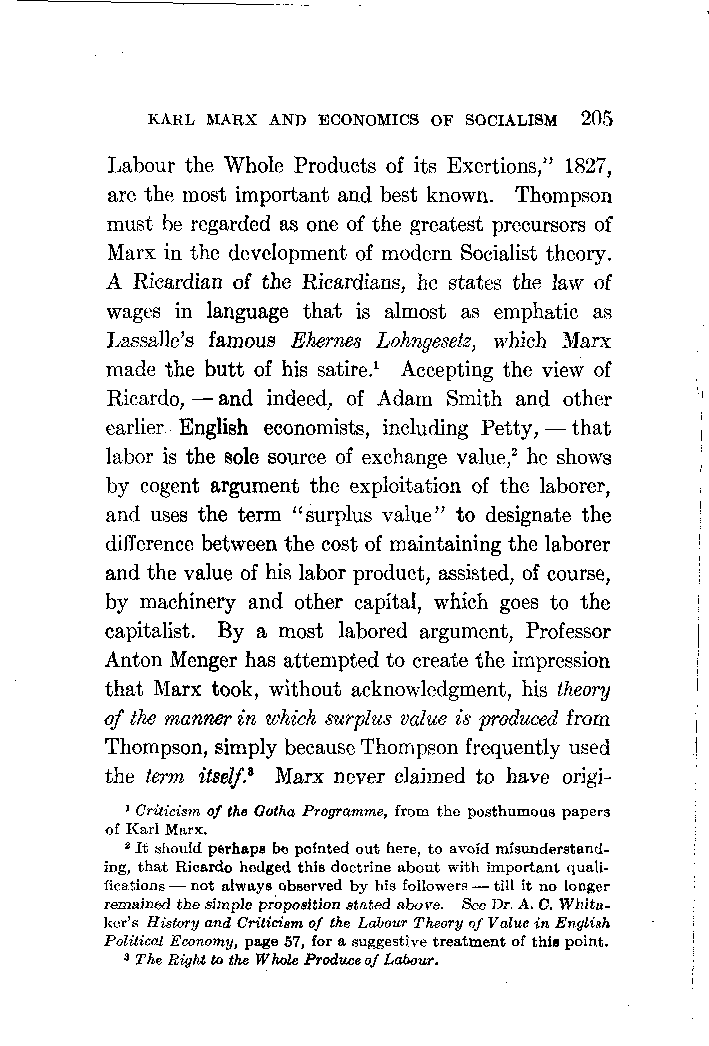 KARL MARX AND ECONOMICS OF SOCIALISM 205
Labour the Whole Products of its Exertions," 1827,
are the most important and best known. Thompson
must be regarded as one of the greatest precursors of
Marx in the development of modern Socialist theory.
A Ricardian of the Ricardians, he states the law of
wages in language that is almost as emphatic as
Lassalle's famous Ehernes Lohngesetz, which Marx
made the butt of his satire.¹ Accepting the view of
Ricardo, — and indeed, of Adam Smith and other
earlier English economists, including Petty, — that
labor is the sole source of exchange value,² he shows
by cogent argument the exploitation of the laborer,
and uses the term "surplus value" to designate the
difference between the cost of maintaining the laborer
and the value of his labor product, assisted, of course,
by machinery and other capital, which goes to the
capitalist. By a most labored argument, Professor
Anton Menger has attempted to create the impression
that Marx took, without acknowledgment, his theory
of the manner in which surplus value is produced from
Thompson, simply because Thompson frequently used
the term itself.³ Marx never claimed to have origi-
¹ Criticism of the Gotha Programme, from the posthumous papers
of Karl Marx.
² It should perhaps be pointed out here, to avoid misunderstand-
ing, that Ricardo hedged this doctrine about with important quali-
fications — not always observed by his followers — till it no longer
remained the simple proposition stated above. See Dr. A. C. Whita-
ker's History and Criticism of the Labour Theory of Value in English
Political Economy, page 57, for a suggestive treatment of this point.
³ The Right to the Whole Produce of Labour.